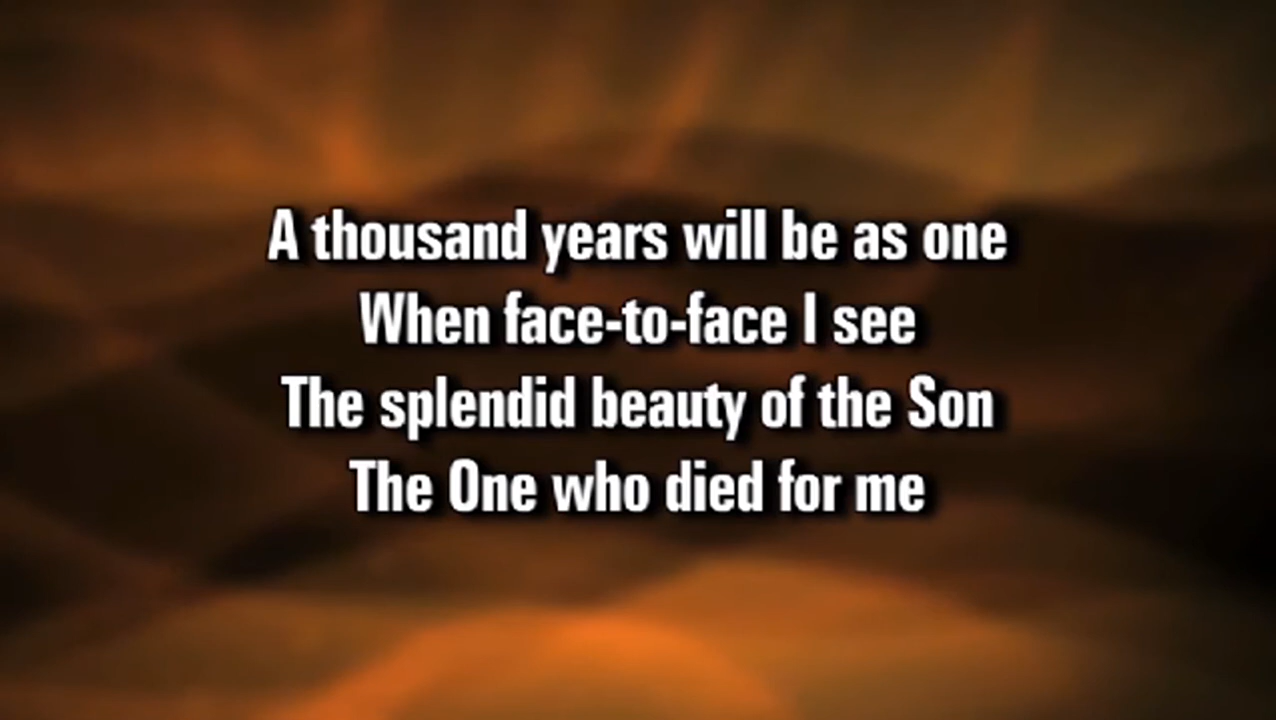 A thousand years will be as one
When face-to-face I see
The splendid beauty of the Son
The One who died for me